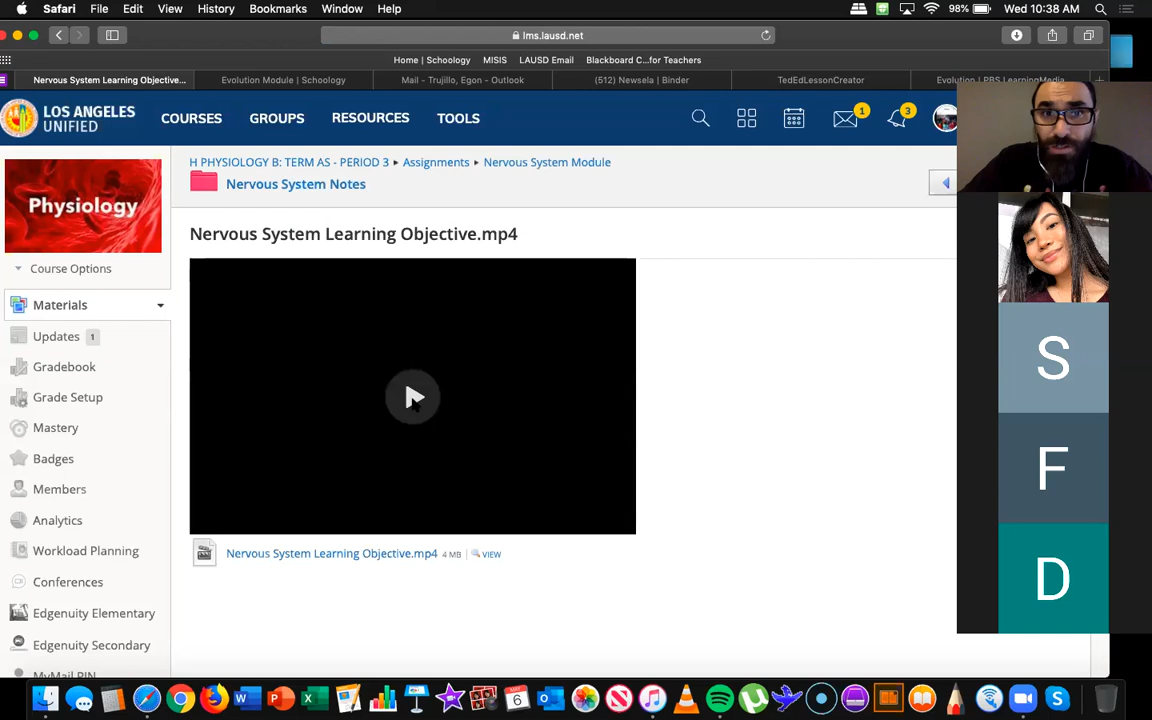 Safari File Edit View History Bookmarks Window Help 98% Wed 10:38 AM
lms.lausd.net
Home | Schoology MISIS LAUSD Email Blackboard C...for Teachers
Nervous System Learning Objective... Evolution Module | Schoology Mail - Trujillo, Egon - Outlook (512) Newsela | Binder TedEdLessonCreator Evolution | PBS LearningMedia
LOS ANGELES
UNIFIED
COURSES GROUPS RESOURCES TOOLS 1 3
H PHYSIOLOGY B: TERM AS - PERIOD 3 ▸ Assignments ▸ Nervous System Module
Nervous System Notes
Physiology
Nervous System Learning Objective.mp4
Course Options
Materials
Updates 1
Gradebook
Grade Setup
Mastery
Badges
Members
Analytics
Workload Planning
Conferences
Edgenuity Elementary
Edgenuity Secondary
MyMail PIN
Nervous System Learning Objective.mp4 4 MB VIEW
S
F
D
6